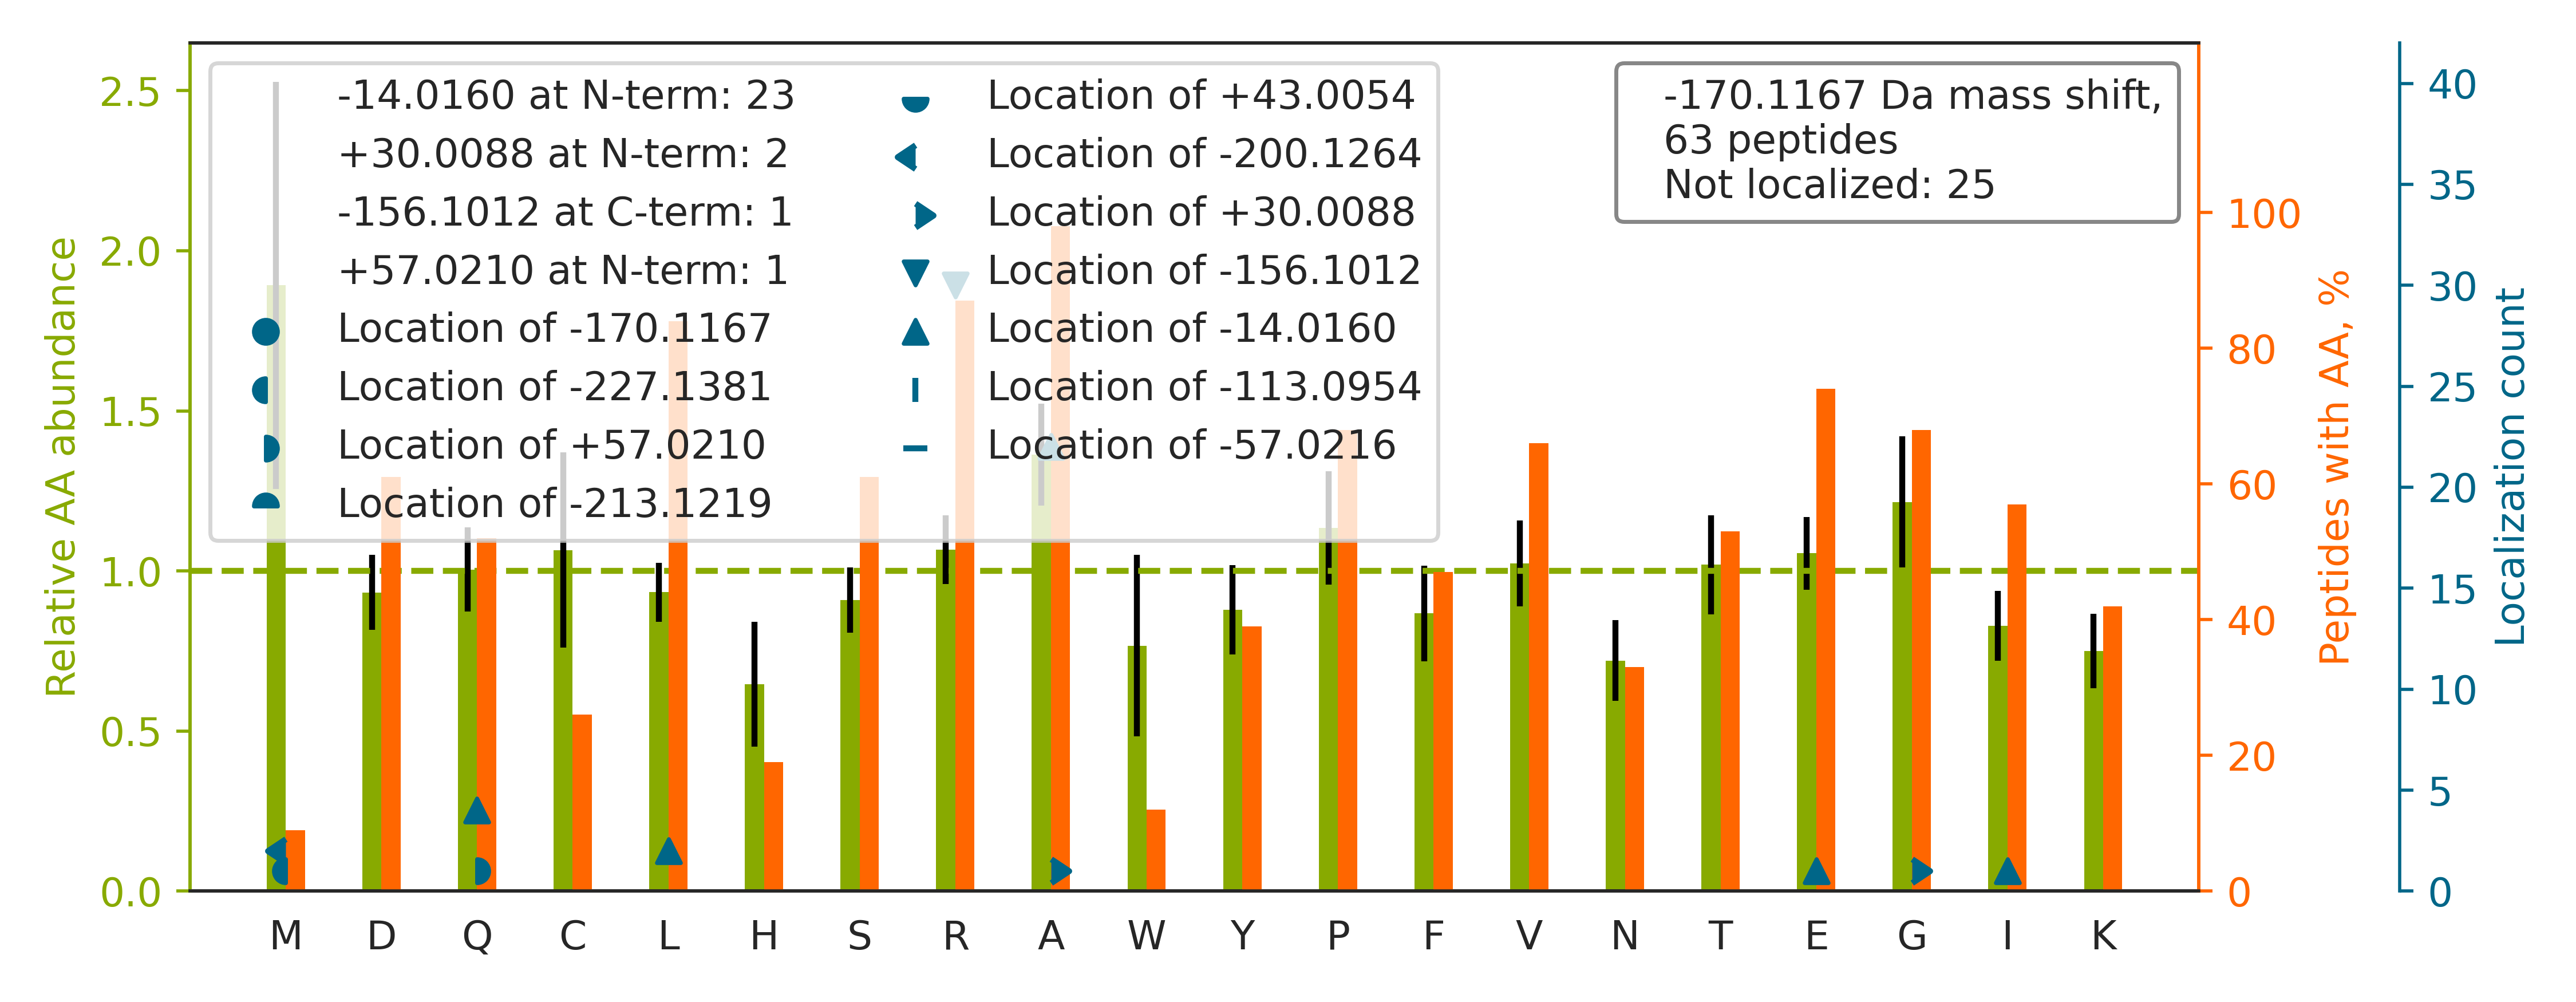 -14.0160 at N-term: 23
+30.0088 at N-term: 2
-156.1012 at C-term: 1
+57.0210 at N-term: 1
Location of -170.1167
Location of -227.1381
Location of +57.0210
Location of -213.1219
Location of +43.0054
Location of -200.1264
Location of +30.0088
Location of -156.1012
Location of -14.0160
Location of -113.0954
Location of -57.0216
-170.1167 Da mass shift,
63 peptides
Not localized: 25
Relative AA abundance
2.5
2.0
1.5
1.0
0.5
0.0
M D Q C L H S R A W Y P F V N T E G I K
100
80
60
40
20
0
Peptides with AA, %
40
35
30
25
20
15
10
5
0
Localization count